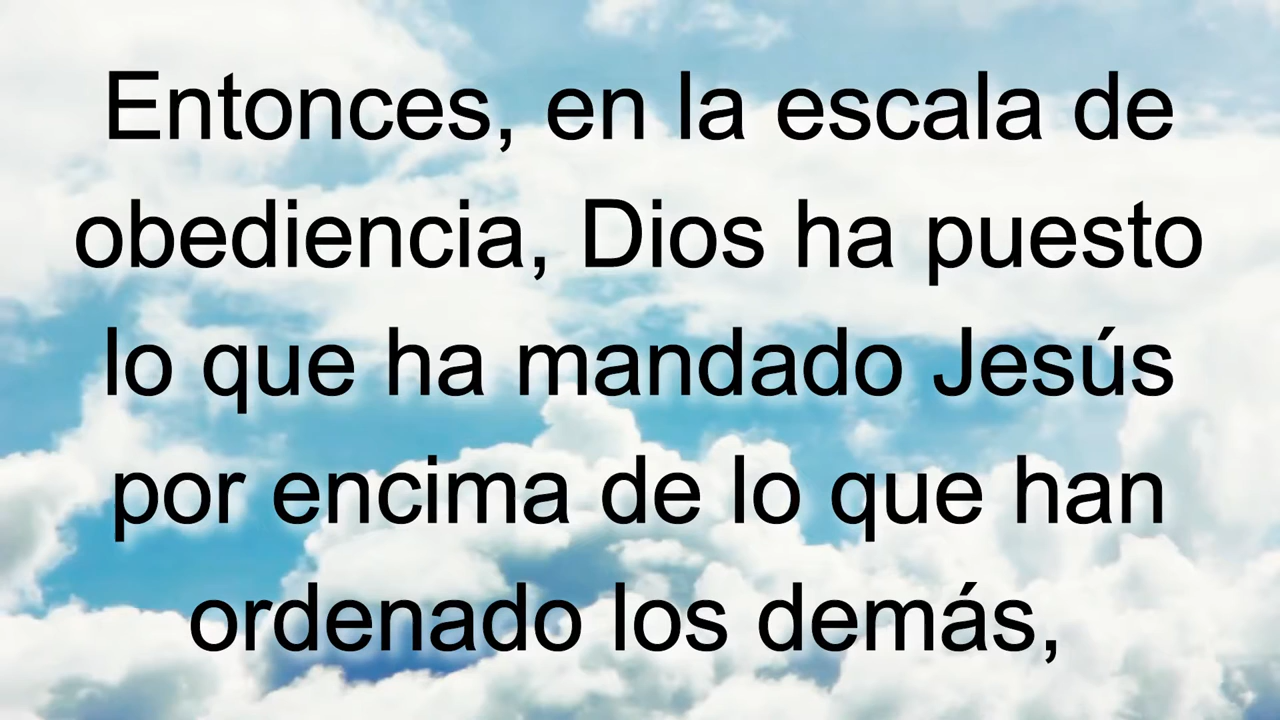 Entonces, en la escala de
obediencia, Dios ha puesto
lo que ha mandado Jesús
por encima de lo que han
ordenado los demás,